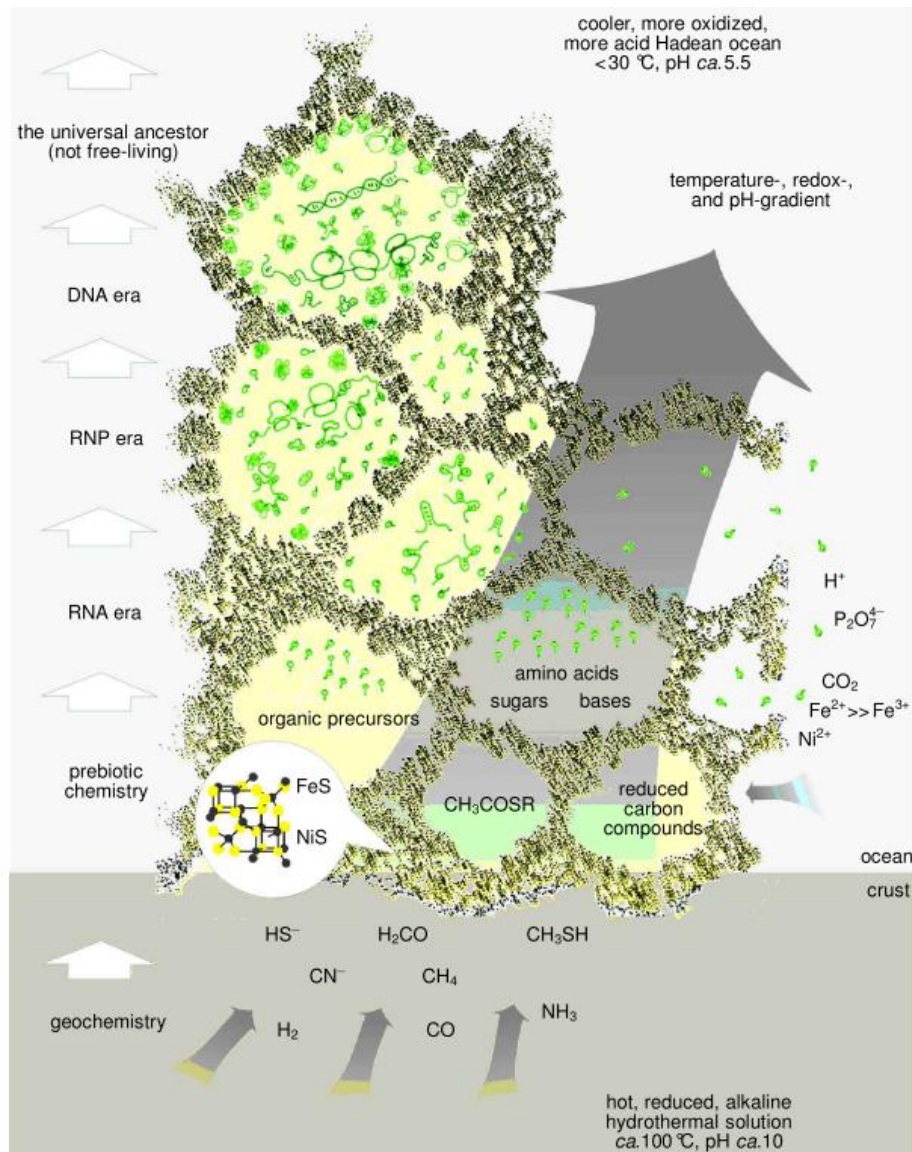 cooler, more oxidized,
more acid Hadean ocean
<30 °C, pH ca.5.5
the universal ancestor
(not free-living)
temperature-, redox-,
and pH-gradient
DNA era
RNP era
RNA era
H⁺
P₂O₇⁴⁻
amino acids
sugars bases
CO₂
Fe²⁺>>Fe³⁺
Ni²⁺
organic precursors
prebiotic
chemistry
FeS
NiS
CH₃COSR
reduced
carbon
compounds
ocean
crust
HS⁻ H₂CO CH₃SH
CN⁻ CH₄
geochemistry
H₂ CO NH₃
hot, reduced, alkaline
hydrothermal solution
ca.100 °C, pH ca.10